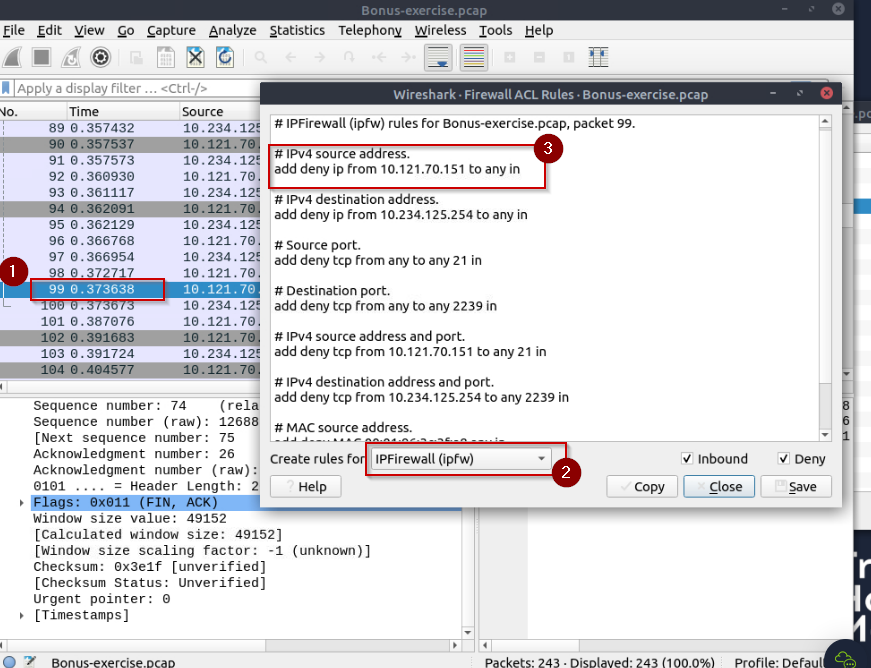 Bonus-exercise.pcap
File Edit View Go Capture Analyze Statistics Telephony Wireless Tools Help
Apply a display filter ... <Ctrl-/>
No. Time Source
89 0.357432 10.234.125
90 0.357537 10.121.70.
91 0.357573 10.234.125
92 0.360930 10.121.70.
93 0.361117 10.234.125
94 0.362091 10.121.70.
95 0.362129 10.234.125
96 0.366768 10.121.70.
97 0.366954 10.234.125
98 0.372717 10.121.70.
1
99 0.373638 10.121.70.
100 0.373673 10.234.125
101 0.387076 10.121.70.
102 0.391683 10.121.70.
103 0.391724 10.234.125
104 0.404577 10.121.70.
Wireshark · Firewall ACL Rules · Bonus-exercise.pcap
# IPFirewall (ipfw) rules for Bonus-exercise.pcap, packet 99.
3
# IPv4 source address.
add deny ip from 10.121.70.151 to any in
# IPv4 destination address.
add deny ip from 10.234.125.254 to any in
# Source port.
add deny tcp from any to any 21 in
# Destination port.
add deny tcp from any to any 2239 in
# IPv4 source address and port.
add deny tcp from 10.121.70.151 to any 21 in
# IPv4 destination address and port.
add deny tcp from 10.234.125.254 to any 2239 in
# MAC source address.
Create rules for IPFirewall (ipfw)
2
Inbound Deny
Help Copy Close Save
Sequence number: 74 (rela
Sequence number (raw): 12688
[Next sequence number: 75
Acknowledgment number: 26
Acknowledgment number (raw):
0101 .... = Header Length: 2
Flags: 0x011 (FIN, ACK)
Window size value: 49152
[Calculated window size: 49152]
[Window size scaling factor: -1 (unknown)]
Checksum: 0x3e1f [unverified]
[Checksum Status: Unverified]
Urgent pointer: 0
[Timestamps]
Bonus-exercise.pcap Packets: 243 · Displayed: 243 (100.0%) Profile: Defaul